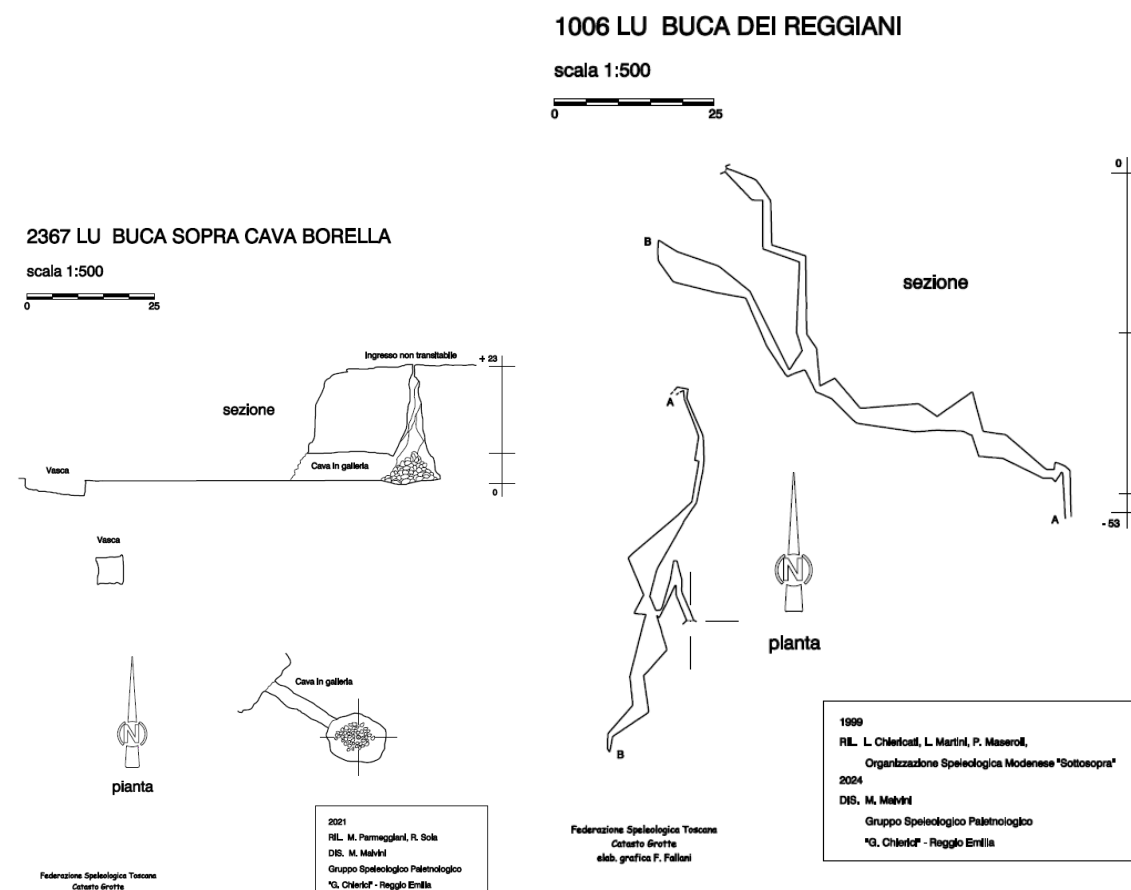 2367 LU BUCA SOPRA CAVA BORELLA
scala 1:500
0 25
Ingresso non transitabile
+ 23
sezione
Vasca
Cava in galleria
0
Vasca
Cava in galleria
N
pianta
2021
RIL. M. Parmeggiani, R. Sola
DIS. M. Malvini
Gruppo Speleologico Paletnologico
"G. Chierici" - Reggio Emilia
Federazione Speleologica Toscana
Catasto Grotte
1006 LU BUCA DEI REGGIANI
scala 1:500
0 25
0
B
sezione
A
A
- 53
N
pianta
B
1999
RIL. L. Chiericati, L. Martini, P. Maseroli,
Organizzazione Speleologica Modenese "Sottosopra"
2024
DIS. M. Malvini
Gruppo Speleologico Paletnologico
"G. Chierici" - Reggio Emilia
Federazione Speleologica Toscana
Catasto Grotte
elab. grafica F. Fallani